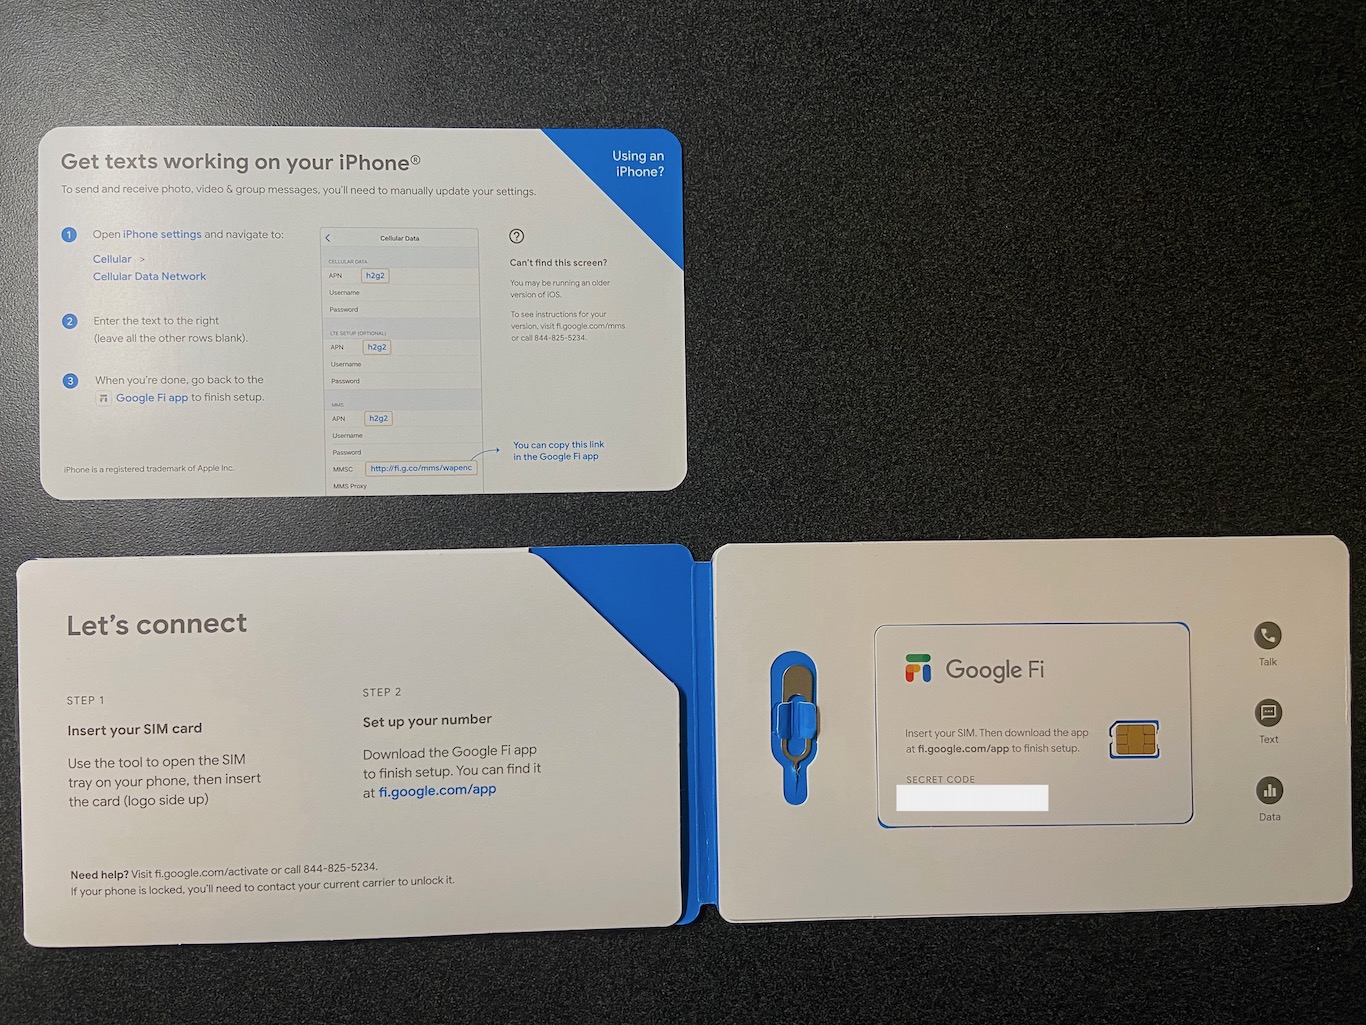 Get texts working on your iPhone®
To send and receive photo, video & group messages, you'll need to manually update your settings.
Using an
iPhone?
1 Open iPhone settings and navigate to:
Cellular >
Cellular Data Network
2 Enter the text to the right
(leave all the other rows blank).
3 When you're done, go back to the
Google Fi app to finish setup.
iPhone is a registered trademark of Apple Inc.
Cellular Data
CELLULAR DATA
APN h2g2
Username
Password
LTE SETUP (OPTIONAL)
APN h2g2
Username
Password
MMS
APN h2g2
Username
Password
MMSC http://fi.g.co/mms/wapenc
MMS Proxy
?
Can't find this screen?
You may be running an older
version of iOS.
To see instructions for your
version, visit fi.google.com/mms
or call 844-825-5234.
You can copy this link
in the Google Fi app
Let's connect
STEP 1
Insert your SIM card
Use the tool to open the SIM
tray on your phone, then insert
the card (logo side up)
STEP 2
Set up your number
Download the Google Fi app
to finish setup. You can find it
at fi.google.com/app
Need help? Visit fi.google.com/activate or call 844-825-5234.
If your phone is locked, you'll need to contact your current carrier to unlock it.
Google Fi
Insert your SIM. Then download the app
at fi.google.com/app to finish setup.
SECRET CODE
Talk
Text
Data